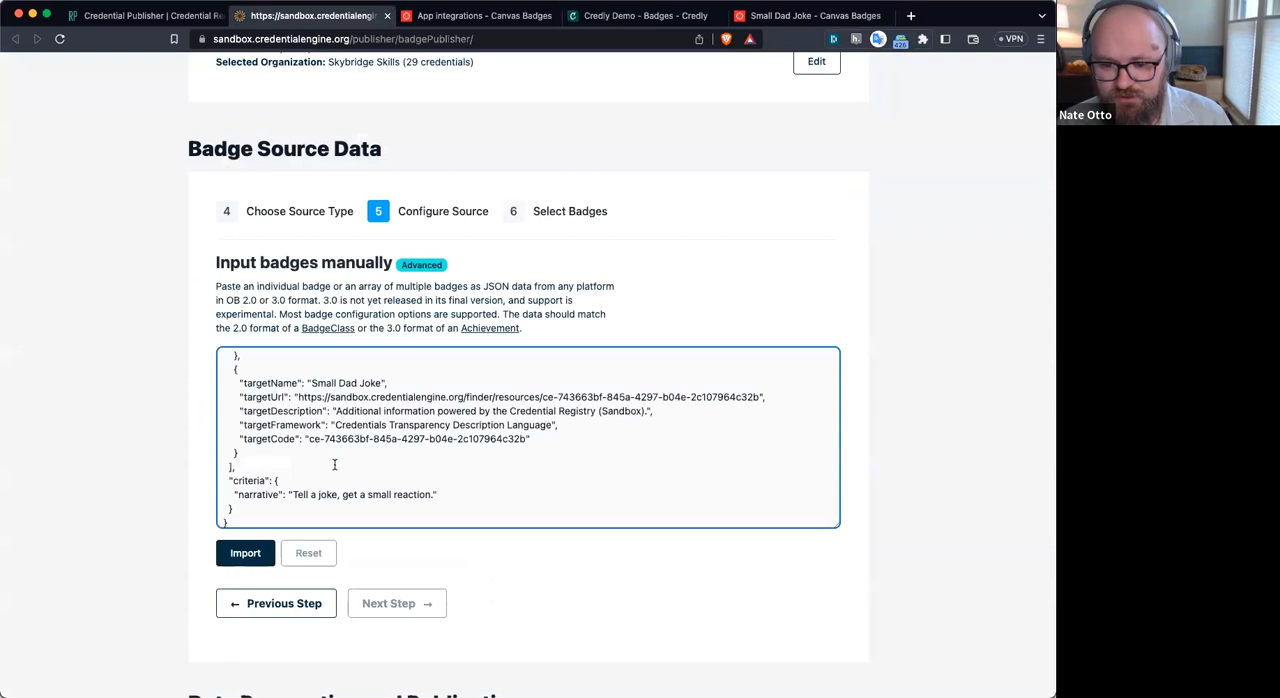 Credential Publisher | Credential Re
https://sandbox.credentialengi
App integrations - Canvas Badges
Credly Demo - Badges - Credly
Small Dad Joke - Canvas Badges
sandbox.credentialengine.org/publisher/badgePublisher/
426
VPN
Nate Otto
Selected Organization: Skybridge Skills (29 credentials)
Edit
Badge Source Data
4 Choose Source Type 5 Configure Source 6 Select Badges
Input badges manually Advanced
Paste an individual badge or an array of multiple badges as JSON data from any platform
in OB 2.0 or 3.0 format. 3.0 is not yet released in its final version, and support is
experimental. Most badge configuration options are supported. The data should match
the 2.0 format of a BadgeClass or the 3.0 format of an Achievement.
},
{
"targetName": "Small Dad Joke",
"targetUrl": "https://sandbox.credentialengine.org/finder/resources/ce-743663bf-845a-4297-b04e-2c107964c32b",
"targetDescription": "Additional information powered by the Credential Registry (Sandbox).",
"targetFramework": "Credentials Transparency Description Language",
"targetCode": "ce-743663bf-845a-4297-b04e-2c107964c32b"
}
],
"criteria": {
"narrative": "Tell a joke, get a small reaction."
}
}
Import Reset
← Previous Step Next Step →